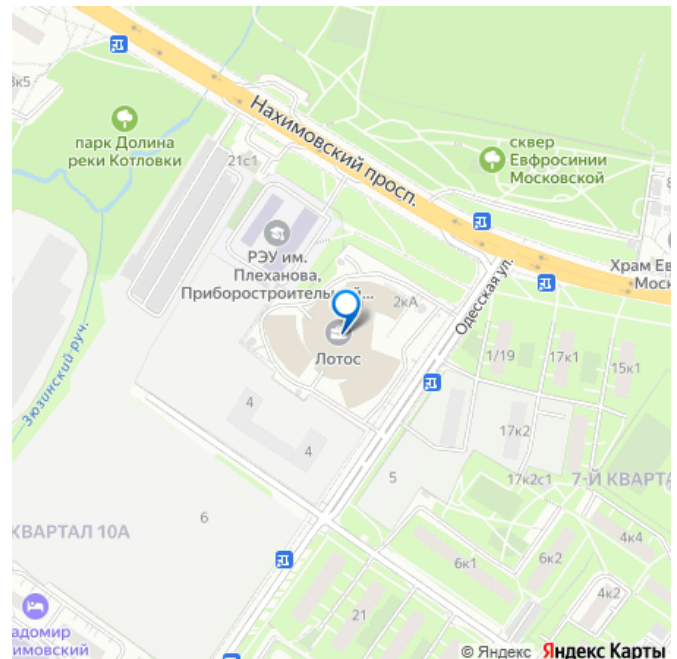 3к5
парк Долина
реки Котловки
21с1
Нахимовский просп.
сквер
Евфросинии
Московской
РЭУ им.
Плеханова,
Приборостроительный...
2кА
Одесская ул.
Храм Ев
Моск
Лотос
1/19
17к1
15к1
Зюзинский руч.
4
4
17к2
5
17к2с1
7-Й КВАРТА
6
КВАРТАЛ 10А
4к4
6к1
6к2
4к2
21
адомир
имовский
© Яндекс Яндекс Карты